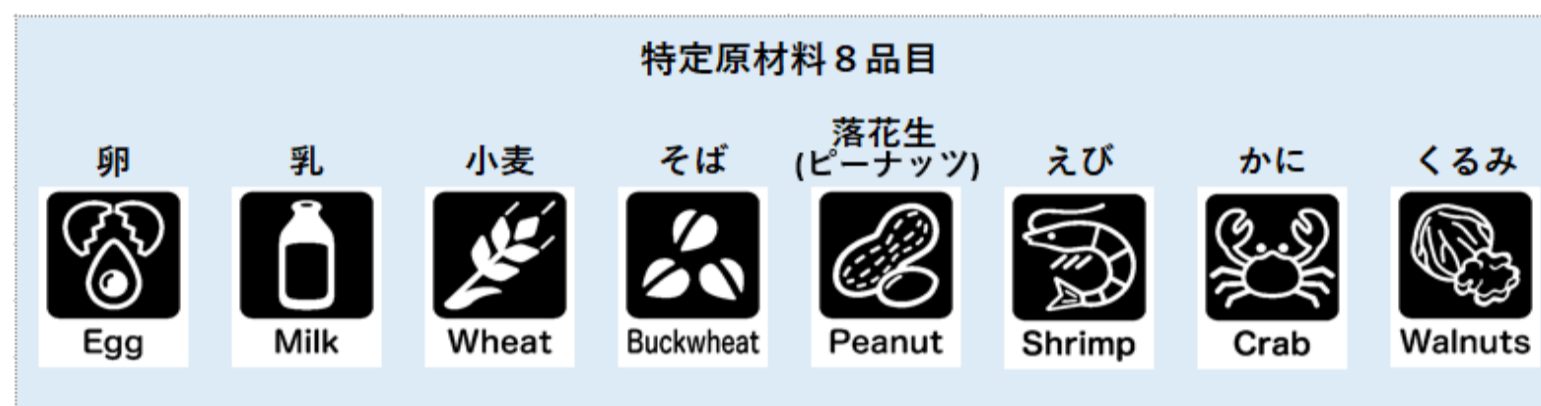 特定原材料８品目
卵
乳
小麦
そば
落花生
(ピーナッツ)
えび
かに
くるみ
Egg
Milk
Wheat
Buckwheat
Peanut
Shrimp
Crab
Walnuts